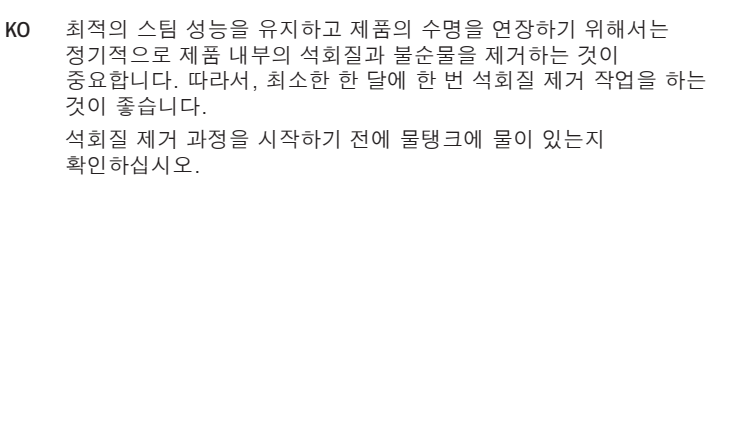 KO 최적의 스팀 성능을 유지하고 제품의 수명을 연장하기 위해서는
정기적으로 제품 내부의 석회질과 불순물을 제거하는 것이
중요합니다. 따라서, 최소한 한 달에 한 번 석회질 제거 작업을 하는
것이 좋습니다.
석회질 제거 과정을 시작하기 전에 물탱크에 물이 있는지
확인하십시오.